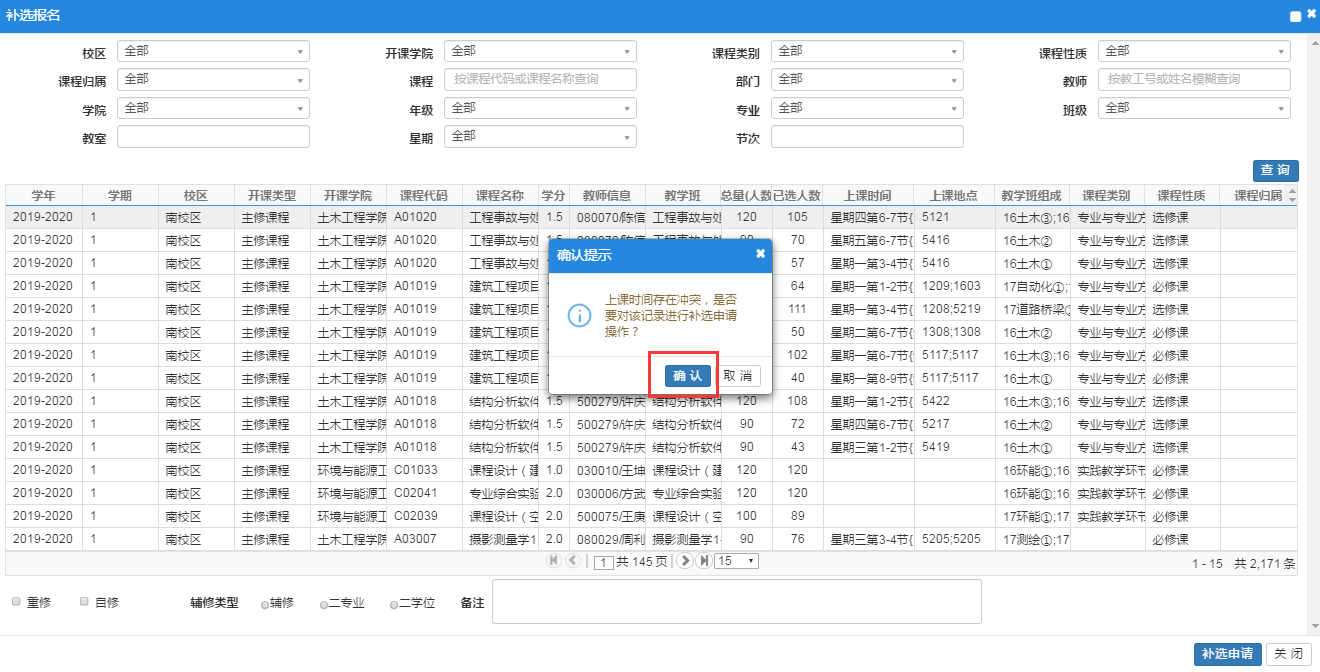 补选报名
校区 全部 开课学院 全部 课程类别 全部 课程性质 全部
课程归属 全部 课程 按课程代码或课程名称查询 部门 全部 教师 按教工号或姓名模糊查询
学院 全部 年级 全部 专业 全部 班级 全部
教室 星期 全部 节次
查 询
学年 学期 校区 开课类型 开课学院 课程代码 课程名称 学分 教师信息 教学班 总量(人数 已选人数 上课时间 上课地点 教学班组成 课程类别 课程性质 课程归属
2019-2020 1 南校区 主修课程 土木工程学院 A01020 工程事故与处 1.5 080070/陈信 工程事故与处 120 105 星期四第6-7节{ 5121 16土木③;16 专业与专业方 选修课
2019-2020 1 南校区 主修课程 土木工程学院 A01020 工程事故与处 70 星期五第6-7节{ 5416 16土木② 专业与专业方 选修课
2019-2020 1 南校区 主修课程 土木工程学院 A01020 工程事故与处 57 星期一第3-4节{ 5416 16土木① 专业与专业方 选修课
2019-2020 1 南校区 主修课程 土木工程学院 A01019 建筑工程项目 64 星期一第1-2节{ 1209;1603 17自动化①; 专业与专业方 选修课
2019-2020 1 南校区 主修课程 土木工程学院 A01019 建筑工程项目 111 星期一第3-4节{ 1208;5219 17道路桥梁① 专业与专业方 选修课
2019-2020 1 南校区 主修课程 土木工程学院 A01019 建筑工程项目 50 星期二第6-7节{ 1308;1308 16土木② 专业与专业方 必修课
2019-2020 1 南校区 主修课程 土木工程学院 A01019 建筑工程项目 102 星期一第6-7节{ 5117;5117 16土木③;16 专业与专业方 必修课
2019-2020 1 南校区 主修课程 土木工程学院 A01019 建筑工程项目 40 星期一第8-9节{ 5117;5117 16土木① 专业与专业方 必修课
2019-2020 1 南校区 主修课程 土木工程学院 A01018 结构分析软件 1.5 500279/许庆 结构分析软件 120 108 星期一第1-2节{ 5422 16土木③;16 专业与专业方 选修课
2019-2020 1 南校区 主修课程 土木工程学院 A01018 结构分析软件 1.5 500279/许庆 结构分析软件 90 72 星期四第6-7节{ 5217 16土木② 专业与专业方 选修课
2019-2020 1 南校区 主修课程 土木工程学院 A01018 结构分析软件 1.5 500279/许庆 结构分析软件 90 43 星期三第1-2节{ 5419 16土木① 专业与专业方 选修课
2019-2020 1 南校区 主修课程 环境与能源工 C01033 课程设计（建 1.0 030010/王坤 课程设计（建 120 120 16环能①;16 实践教学环节 必修课
2019-2020 1 南校区 主修课程 环境与能源工 C02041 专业综合实验 2.0 030006/方武 专业综合实验 120 120 16环能①;16 实践教学环节 必修课
2019-2020 1 南校区 主修课程 环境与能源工 C02039 课程设计（空 2.0 500075/王庚 课程设计（空 100 89 17环能①;17 实践教学环节 必修课
2019-2020 1 南校区 主修课程 土木工程学院 A03007 摄影测量学1 2.0 080029/周利 摄影测量学1- 90 76 星期三第3-4节{ 5205;5205 17测绘①;17 必修课
确认提示
上课时间存在冲突，是否
要对该记录进行补选申请
操作？
确 认 取 消
1 共 145 页 15
1 - 15 共 2,171 条
重修 自修 辅修类型 辅修 二专业 二学位 备注
补选申请 关 闭